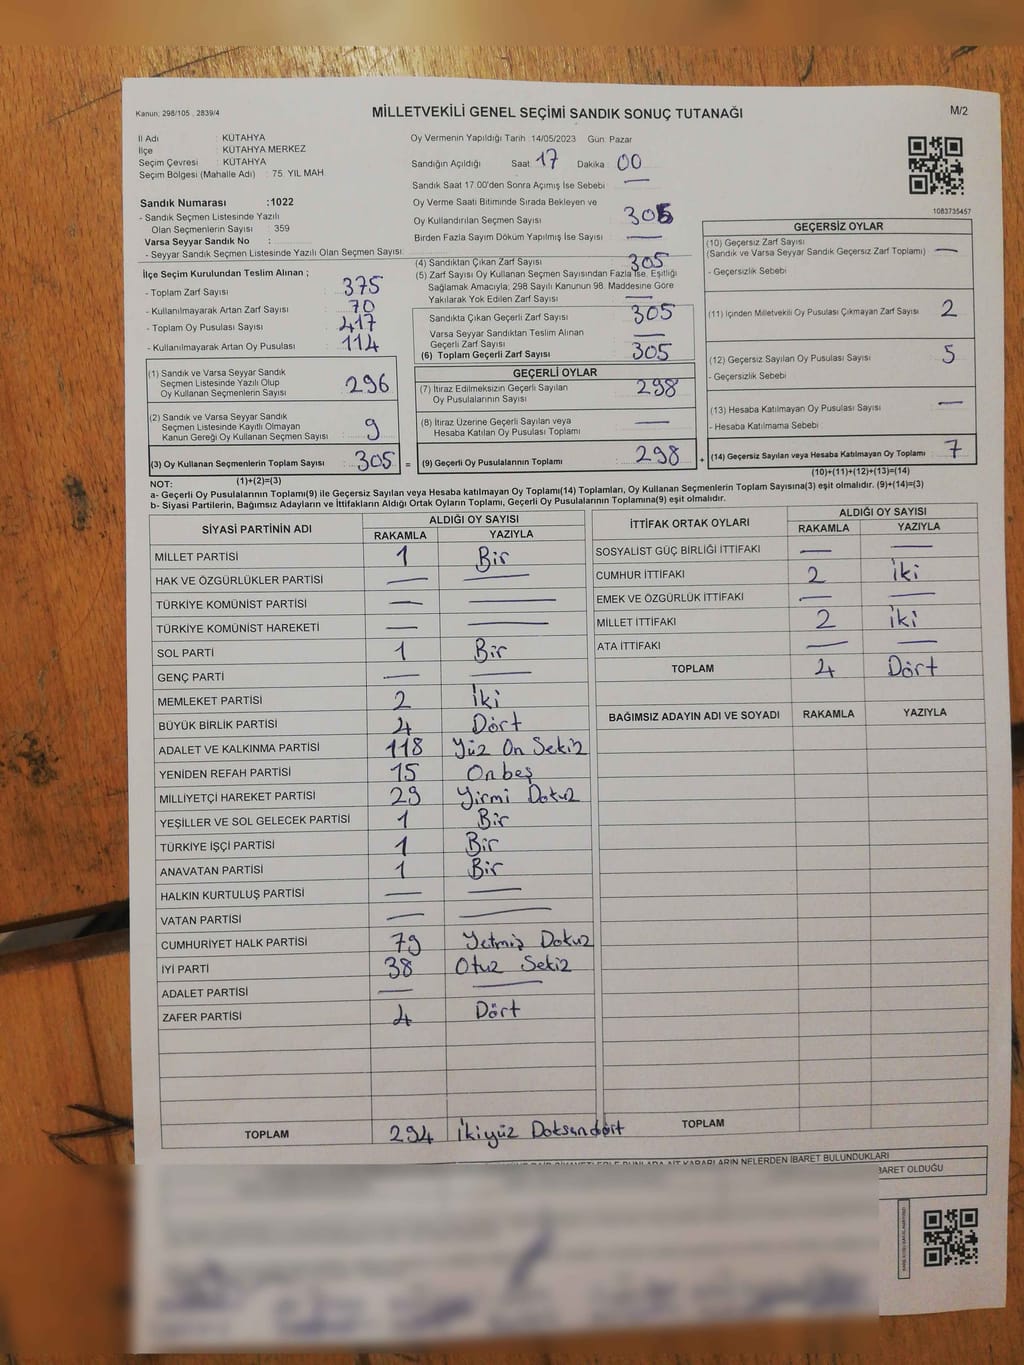 Kanun: 298/105 , 2839/4
MİLLETVEKİLİ GENEL SEÇİMİ SANDIK SONUÇ TUTANAĞI
M/2
İl Adı : KÜTAHYA
İlçe : KÜTAHYA MERKEZ
Seçim Çevresi : KÜTAHYA
Seçim Bölgesi (Mahalle Adı) : 75. YIL MAH.
Oy Vermenin Yapıldığı Tarih : 14/05/2023 Gün: Pazar
Sandığın Açıldığı Saat 17 Dakika 00
Sandık Saat 17.00'den Sonra Açımış İse Sebebi —
Sandık Numarası :1022
- Sandık Seçmen Listesinde Yazılı
Olan Seçmenlerin Sayısı : 359
Varsa Seyyar Sandık No :
- Seyyar Sandık Seçmen Listesinde Yazılı Olan Seçmen Sayısı:
Oy Verme Saati Bitiminde Sırada Bekleyen ve
Oy Kullandırılan Seçmen Sayısı : 305
Birden Fazla Sayım Döküm Yapılmış İse Sayısı : —
1083735457
İlçe Seçim Kurulundan Teslim Alınan ;
- Toplam Zarf Sayısı : 375
- Kullanılmayarak Artan Zarf Sayısı : 70
- Toplam Oy Pusulası Sayısı : 417
- Kullanılmayarak Artan Oy Pusulası : 114
(1) Sandık ve Varsa Seyyar Sandık
Seçmen Listesinde Yazılı Olup
Oy Kullanan Seçmenlerin Sayısı : 296
(2) Sandık ve Varsa Seyyar Sandık
Seçmen Listesinde Kayıtlı Olmayan
Kanun Gereği Oy Kullanan Seçmen Sayısı : 9
(3) Oy Kullanan Seçmenlerin Toplam Sayısı : 305
(1)+(2)=(3)
(4) Sandıktan Çıkan Zarf Sayısı : 305
(5) Zarf Sayısı Oy Kullanan Seçmen Sayısından Fazla İse, Eşitliği
Sağlamak Amacıyla; 298 Sayılı Kanunun 98. Maddesine Göre
Yakılarak Yok Edilen Zarf Sayısı : —
Sandıkta Çıkan Geçerli Zarf Sayısı : 305
Varsa Seyyar Sandıktan Teslim Alınan
Geçerli Zarf Sayısı : —
(6) Toplam Geçerli Zarf Sayısı : 305
GEÇERLİ OYLAR
(7) İtiraz Edilmeksizin Geçerli Sayılan
Oy Pusulalarının Sayısı : 298
(8) İtiraz Üzerine Geçerli Sayılan veya
Hesaba Katılan Oy Pusulası Toplamı : —
= (9) Geçerli Oy Pusulalarının Toplamı : 298 +
GEÇERSİZ OYLAR
(10) Geçersiz Zarf Sayısı
(Sandık ve Varsa Seyyar Sandık Geçersiz Zarf Toplamı) : —
- Geçersizlik Sebebi
(11) İçinden Milletvekili Oy Pusulası Çıkmayan Zarf Sayısı : 2
(12) Geçersiz Sayılan Oy Pusulası Sayısı : 5
- Geçersizlik Sebebi
(13) Hesaba Katılmayan Oy Pusulası Sayısı : —
- Hesaba Katılmama Sebebi
(14) Geçersiz Sayılan veya Hesaba Katılmayan Oy Toplamı : 7
(10)+(11)+(12)+(13)=(14)
NOT:
a- Geçerli Oy Pusulalarının Toplamı(9) ile Geçersiz Sayılan veya Hesaba katılmayan Oy Toplamı(14) Toplamları, Oy Kullanan Seçmenlerin Toplam Sayısına(3) eşit olmalıdır. (9)+(14)=(3)
b- Siyasi Partilerin, Bağımsız Adayların ve İttifakların Aldığı Ortak Oyların Toplamı, Geçerli Oy Pusulalarının Toplamına(9) eşit olmalıdır.
SİYASİ PARTİNİN ADI ALDIĞI OY SAYISI
RAKAMLA YAZIYLA
MİLLET PARTİSİ 1 Bir
HAK VE ÖZGÜRLÜKLER PARTİSİ — —
TÜRKİYE KOMÜNİST PARTİSİ — —
TÜRKİYE KOMÜNİST HAREKETİ — —
SOL PARTİ 1 Bir
GENÇ PARTİ — —
MEMLEKET PARTİSİ 2 iki
BÜYÜK BİRLİK PARTİSİ 4 Dört
ADALET VE KALKINMA PARTİSİ 118 Yüz On Sekiz
YENİDEN REFAH PARTİSİ 15 Onbeş
MİLLİYETÇİ HAREKET PARTİSİ 29 Yirmi Dokuz
YEŞİLLER VE SOL GELECEK PARTİSİ 1 Bir
TÜRKİYE İŞÇİ PARTİSİ 1 Bir
ANAVATAN PARTİSİ 1 Bir
HALKIN KURTULUŞ PARTİSİ — —
VATAN PARTİSİ — —
CUMHURİYET HALK PARTİSİ 79 Yetmiş Dokuz
İYİ PARTİ 38 Otuz Sekiz
ADALET PARTİSİ — —
ZAFER PARTİSİ 4 Dört
TOPLAM 294 ikiyüz Doksandört
İTTİFAK ORTAK OYLARI ALDIĞI OY SAYISI
RAKAMLA YAZIYLA
SOSYALİST GÜÇ BİRLİĞİ İTTİFAKI — —
CUMHUR İTTİFAKI 2 iki
EMEK VE ÖZGÜRLÜK İTTİFAKI — —
MİLLET İTTİFAKI 2 iki
ATA İTTİFAKI — —
TOPLAM 4 Dört
BAĞIMSIZ ADAYIN ADI VE SOYADI RAKAMLA YAZIYLA
TOPLAM
KARARLARIN NELERDEN İBARET BULUNDUKLARI
İBARET OLDUĞU